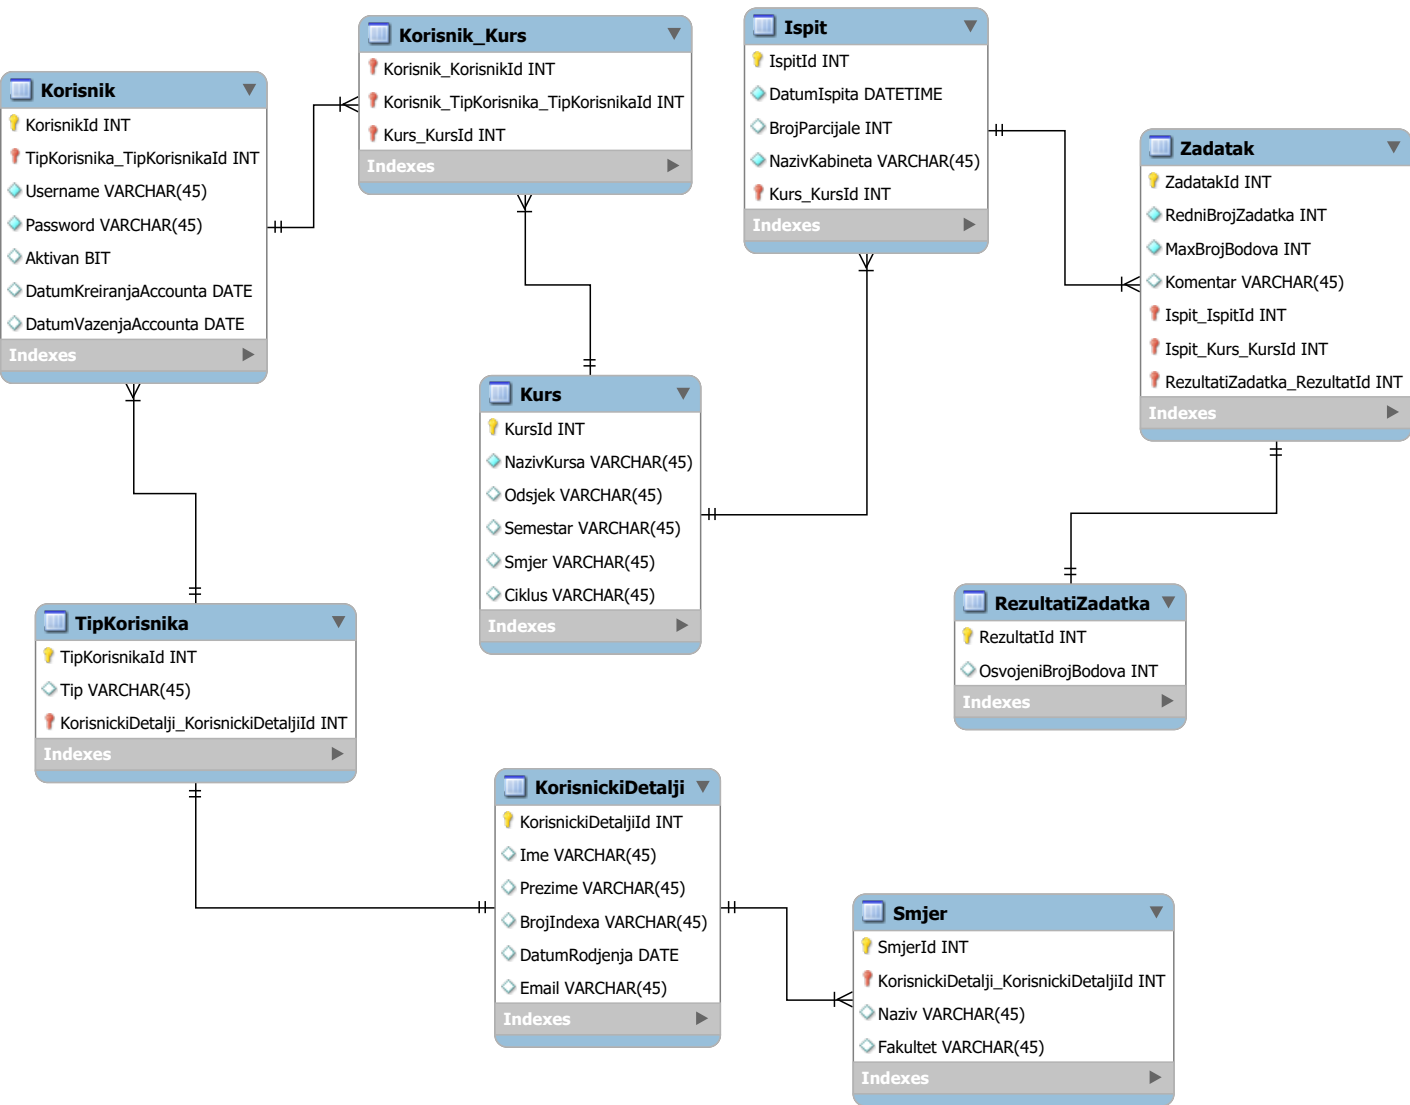 Korisnik
KorisnikId INT
TipKorisnika_TipKorisnikaId INT
Username VARCHAR(45)
Password VARCHAR(45)
Aktivan BIT
DatumKreiranjaAccounta DATE
DatumVazenjaAccounta DATE
Indexes
Korisnik_Kurs
Korisnik_KorisnikId INT
Korisnik_TipKorisnika_TipKorisnikaId INT
Kurs_KursId INT
Indexes
Ispit
IspitId INT
DatumIspita DATETIME
BrojParcijale INT
NazivKabineta VARCHAR(45)
Kurs_KursId INT
Indexes
Zadatak
ZadatakId INT
RedniBrojZadatka INT
MaxBrojBodova INT
Komentar VARCHAR(45)
Ispit_IspitId INT
Ispit_Kurs_KursId INT
RezultatiZadatka_RezultatId INT
Indexes
Kurs
KursId INT
NazivKursa VARCHAR(45)
Odsjek VARCHAR(45)
Semestar VARCHAR(45)
Smjer VARCHAR(45)
Ciklus VARCHAR(45)
Indexes
TipKorisnika
TipKorisnikaId INT
Tip VARCHAR(45)
KorisnickiDetalji_KorisnickiDetaljiId INT
Indexes
RezultatiZadatka
RezultatId INT
OsvojeniBrojBodova INT
Indexes
KorisnickiDetalji
KorisnickiDetaljiId INT
Ime VARCHAR(45)
Prezime VARCHAR(45)
BrojIndexa VARCHAR(45)
DatumRodjenja DATE
Email VARCHAR(45)
Indexes
Smjer
SmjerId INT
KorisnickiDetalji_KorisnickiDetaljiId INT
Naziv VARCHAR(45)
Fakultet VARCHAR(45)
Indexes